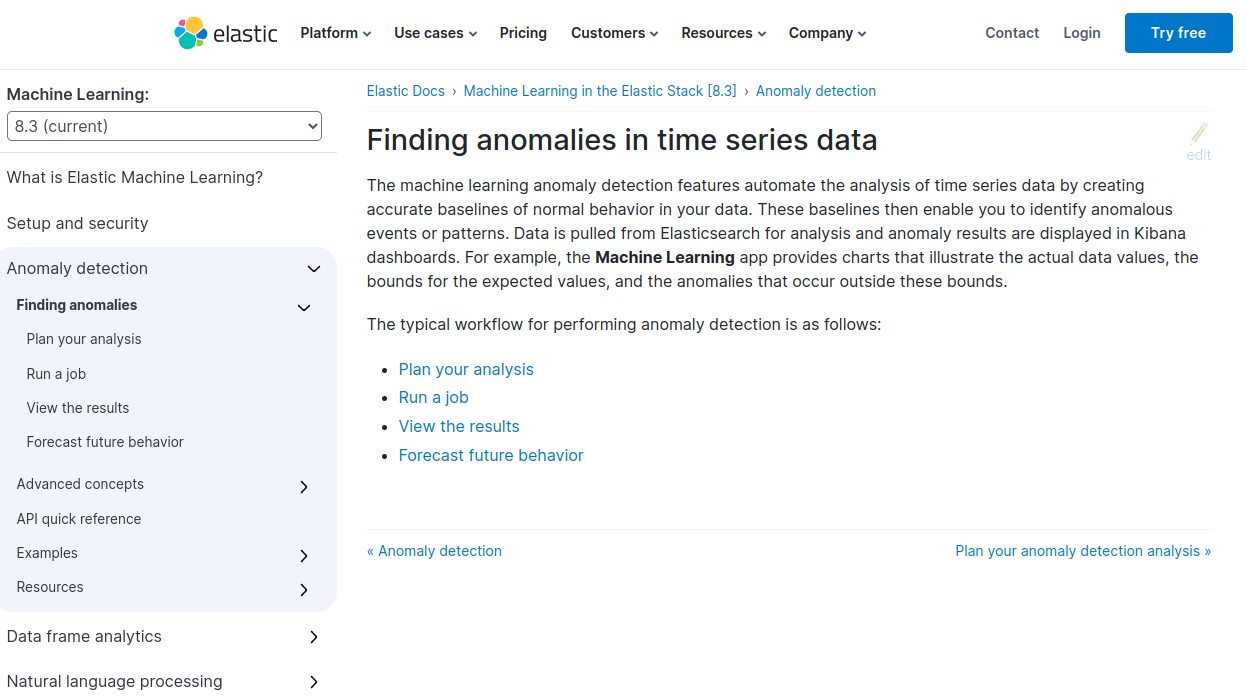 elastic
Platform
Use cases
Pricing
Customers
Resources
Company
Contact
Login
Try free
Machine Learning:
8.3 (current)
What is Elastic Machine Learning?
Setup and security
Anomaly detection
Finding anomalies
Plan your analysis
Run a job
View the results
Forecast future behavior
Advanced concepts
API quick reference
Examples
Resources
Data frame analytics
Natural language processing
Elastic Docs › Machine Learning in the Elastic Stack [8.3] › Anomaly detection
Finding anomalies in time series data
edit
The machine learning anomaly detection features automate the analysis of time series data by creating
accurate baselines of normal behavior in your data. These baselines then enable you to identify anomalous
events or patterns. Data is pulled from Elasticsearch for analysis and anomaly results are displayed in Kibana
dashboards. For example, the Machine Learning app provides charts that illustrate the actual data values, the
bounds for the expected values, and the anomalies that occur outside these bounds.
The typical workflow for performing anomaly detection is as follows:
• Plan your analysis
• Run a job
• View the results
• Forecast future behavior
« Anomaly detection
Plan your anomaly detection analysis »